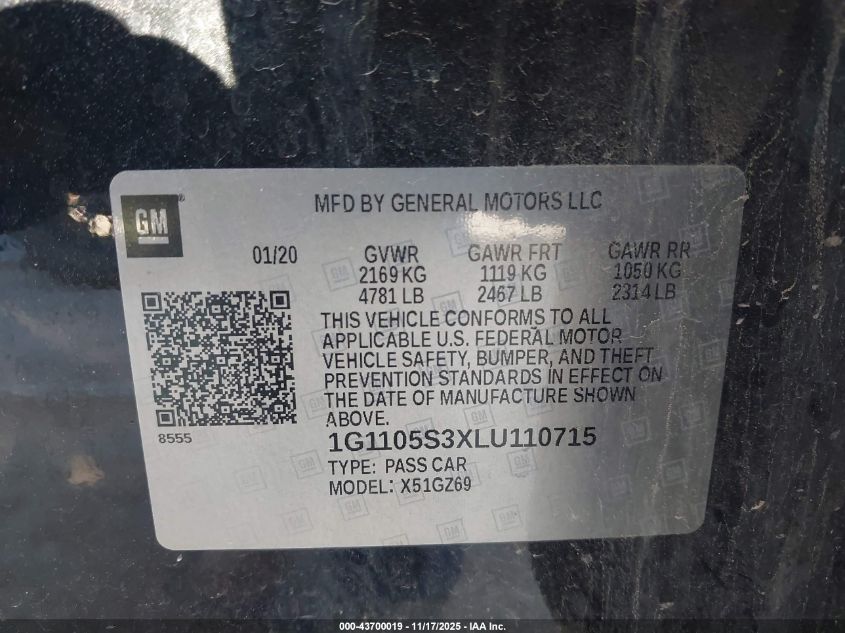 MFD BY GENERAL MOTORS LLC
GM®
01/20 GVWR GAWR FRT GAWR RR
2169 KG 1119 KG 1050 KG
4781 LB 2467 LB 2314 LB
THIS VEHICLE CONFORMS TO ALL
APPLICABLE U.S. FEDERAL MOTOR
VEHICLE SAFETY, BUMPER, AND THEFT
PREVENTION STANDARDS IN EFFECT ON
THE DATE OF MANUFACTURE SHOWN
ABOVE.
8555
1G1105S3XLU110715
TYPE: PASS CAR
MODEL: X51GZ69
000-43700019 - 11/17/2025 - IAA Inc.